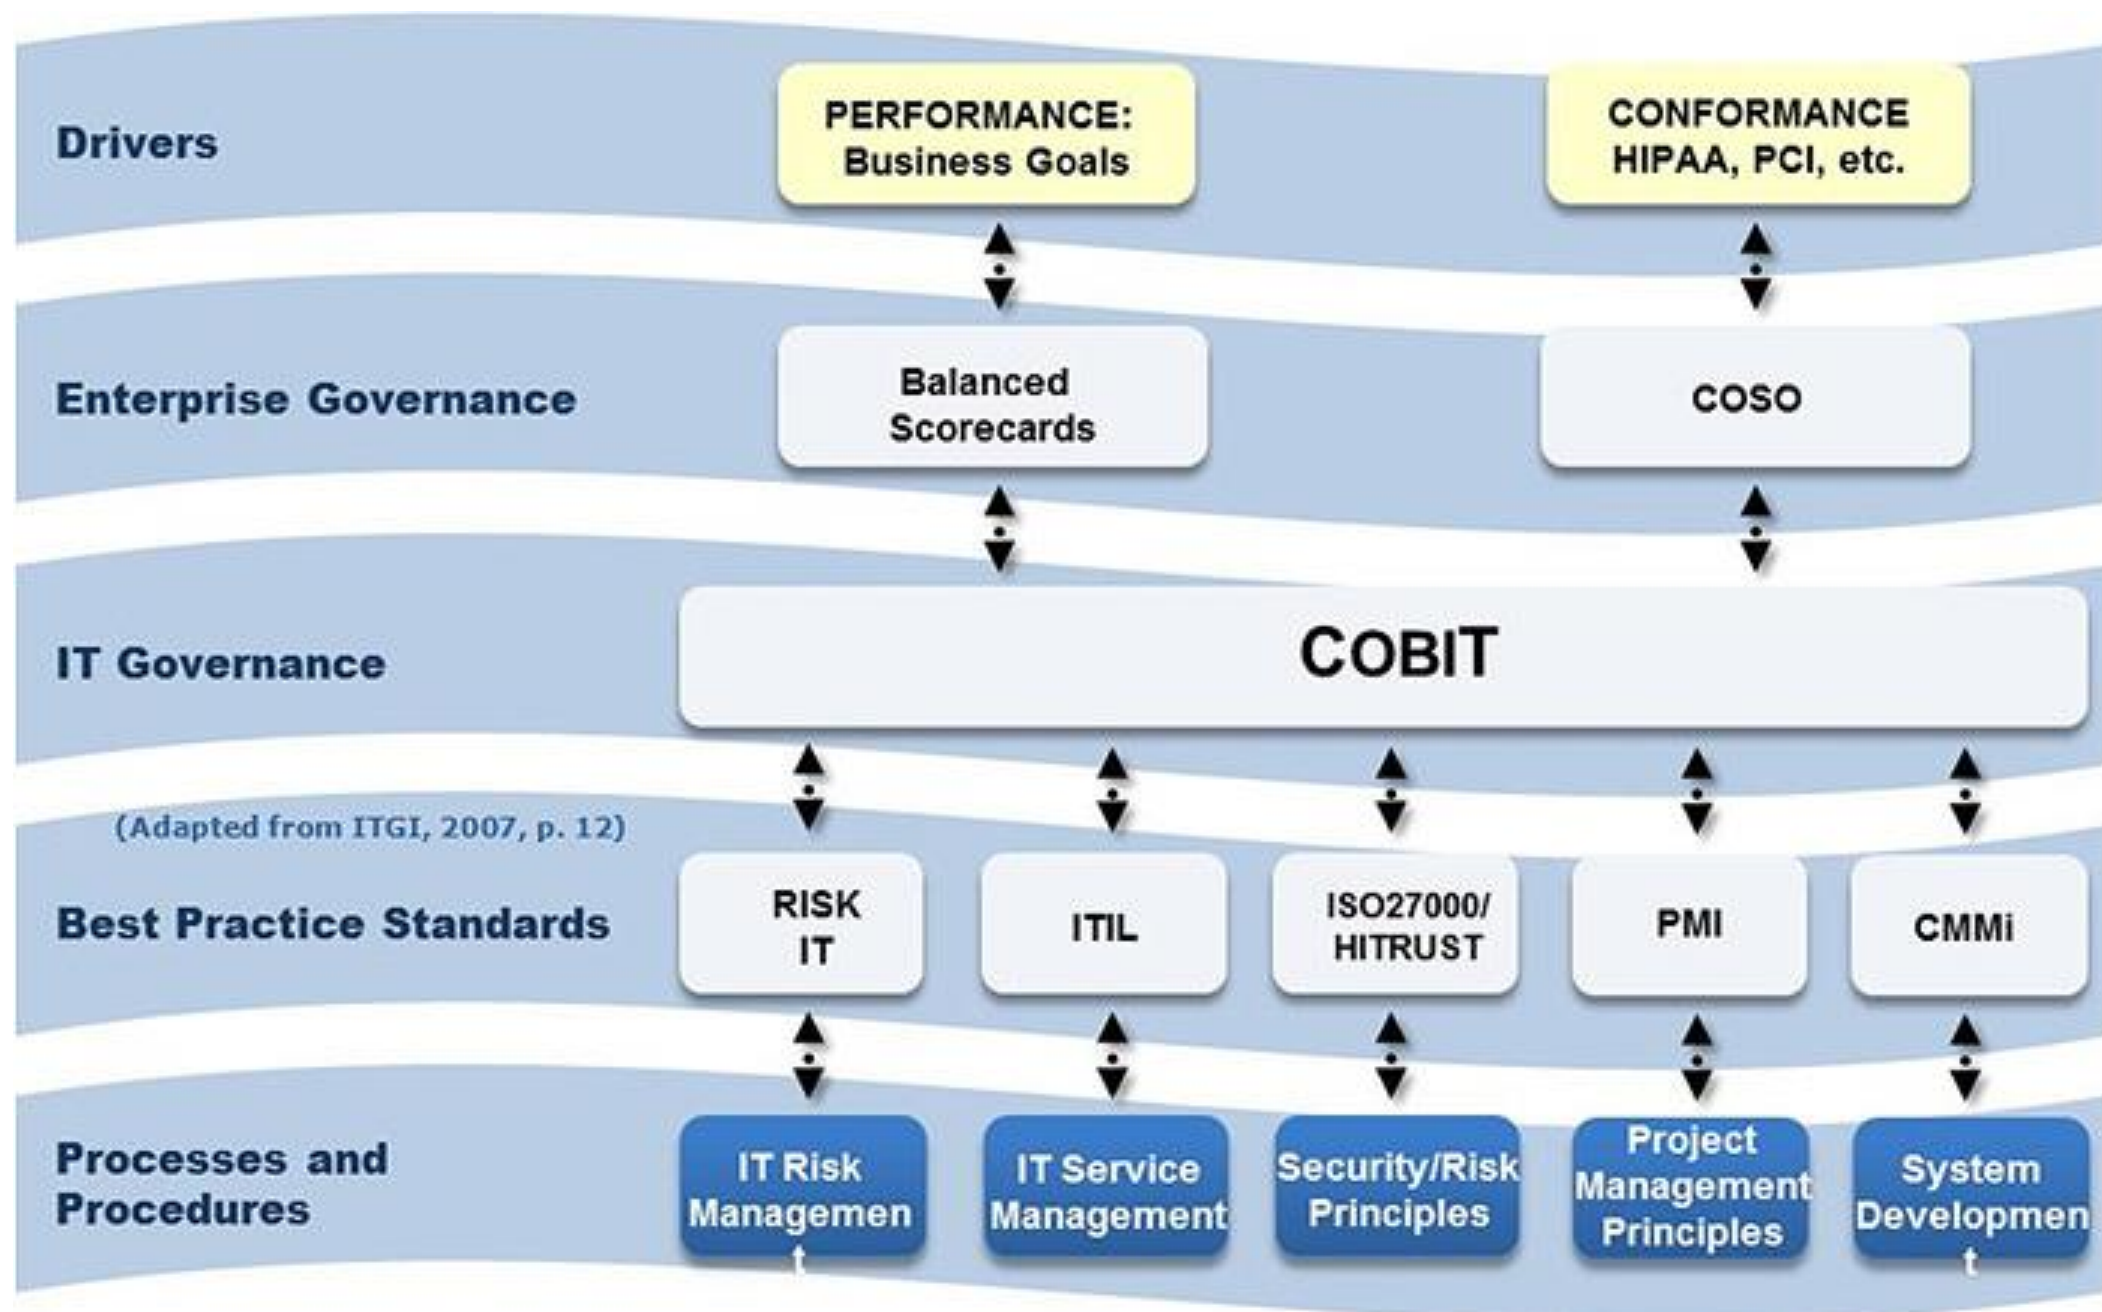 Drivers
PERFORMANCE:
Business Goals
CONFORMANCE
HIPAA, PCI, etc.
Enterprise Governance
Balanced
Scorecards
COSO
IT Governance
COBIT
(Adapted from ITGI, 2007, p. 12)
Best Practice Standards
RISK
IT
ITIL
ISO27000/
HITRUST
PMI
CMMi
Processes and
Procedures
IT Risk
Managemen
t
IT Service
Management
Security/Risk
Principles
Project
Management
Principles
System
Developmen
t